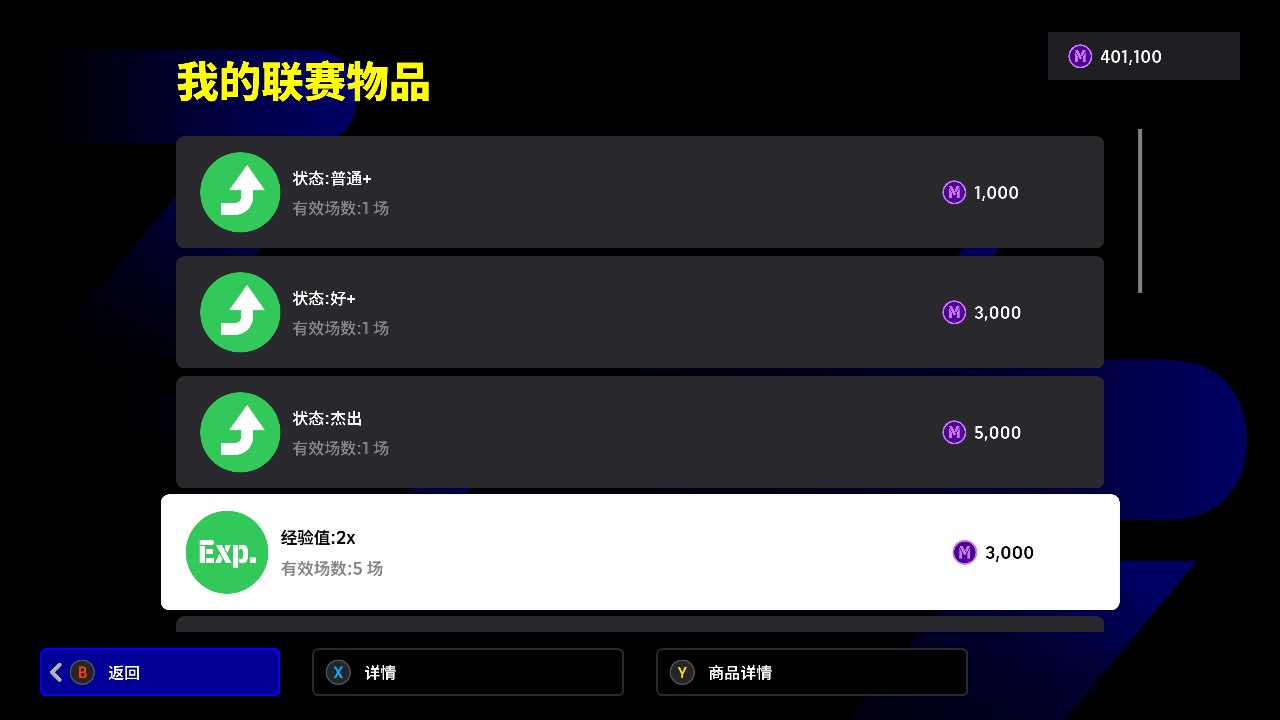 我的联赛物品
M 401,100
状态:普通+
有效场数:1 场
M 1,000
状态:好+
有效场数:1 场
M 3,000
状态:杰出
有效场数:1 场
M 5,000
Exp.
经验值:2x
有效场数:5 场
M 3,000
B 返回
X 详情
Y 商品详情